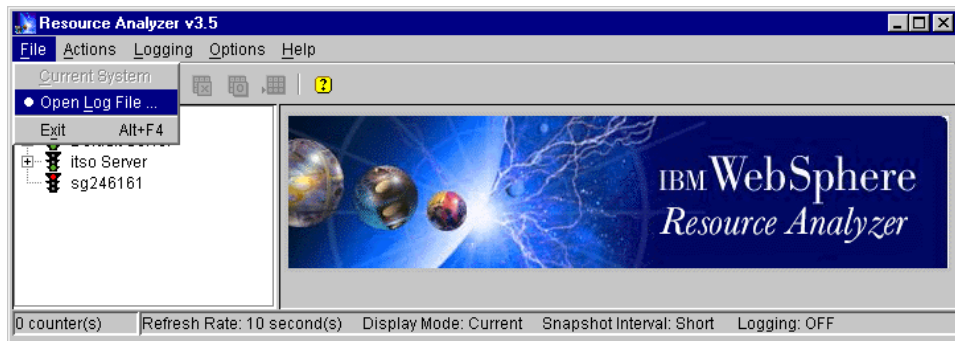 Resource Analyzer v3.5
File Actions Logging Options Help
Current System
Open Log File ...
Exit Alt+F4
itso Server
sg246161
IBM WebSphere
Resource Analyzer
0 counter(s) Refresh Rate: 10 second(s) Display Mode: Current Snapshot Interval: Short Logging: OFF